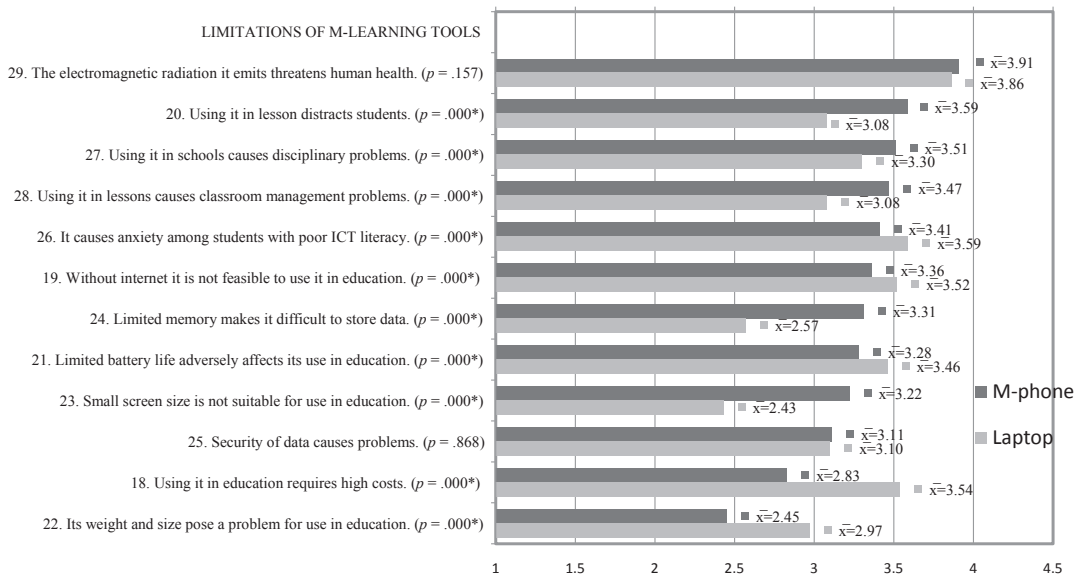 LIMITATIONS OF M-LEARNING TOOLS
29. The electromagnetic radiation it emits threatens human health. (p = .157)
x̅=3.91
x̅=3.86
20. Using it in lesson distracts students. (p = .000*)
x̅=3.59
x̅=3.08
27. Using it in schools causes disciplinary problems. (p = .000*)
x̅=3.51
x̅=3.30
28. Using it in lessons causes classroom management problems. (p = .000*)
x̅=3.47
x̅=3.08
26. It causes anxiety among students with poor ICT literacy. (p = .000*)
x̅=3.41
x̅=3.59
19. Without internet it is not feasible to use it in education. (p = .000*)
x̅=3.36
x̅=3.52
24. Limited memory makes it difficult to store data. (p = .000*)
x̅=3.31
x̅=2.57
21. Limited battery life adversely affects its use in education. (p = .000*)
x̅=3.28
x̅=3.46
23. Small screen size is not suitable for use in education. (p = .000*)
x̅=3.22
x̅=2.43
M-phone
25. Security of data causes problems. (p = .868)
x̅=3.11
x̅=3.10
Laptop
18. Using it in education requires high costs. (p = .000*)
x̅=2.83
x̅=3.54
22. Its weight and size pose a problem for use in education. (p = .000*)
x̅=2.45
x̅=2.97
1 1.5 2 2.5 3 3.5 4 4.5